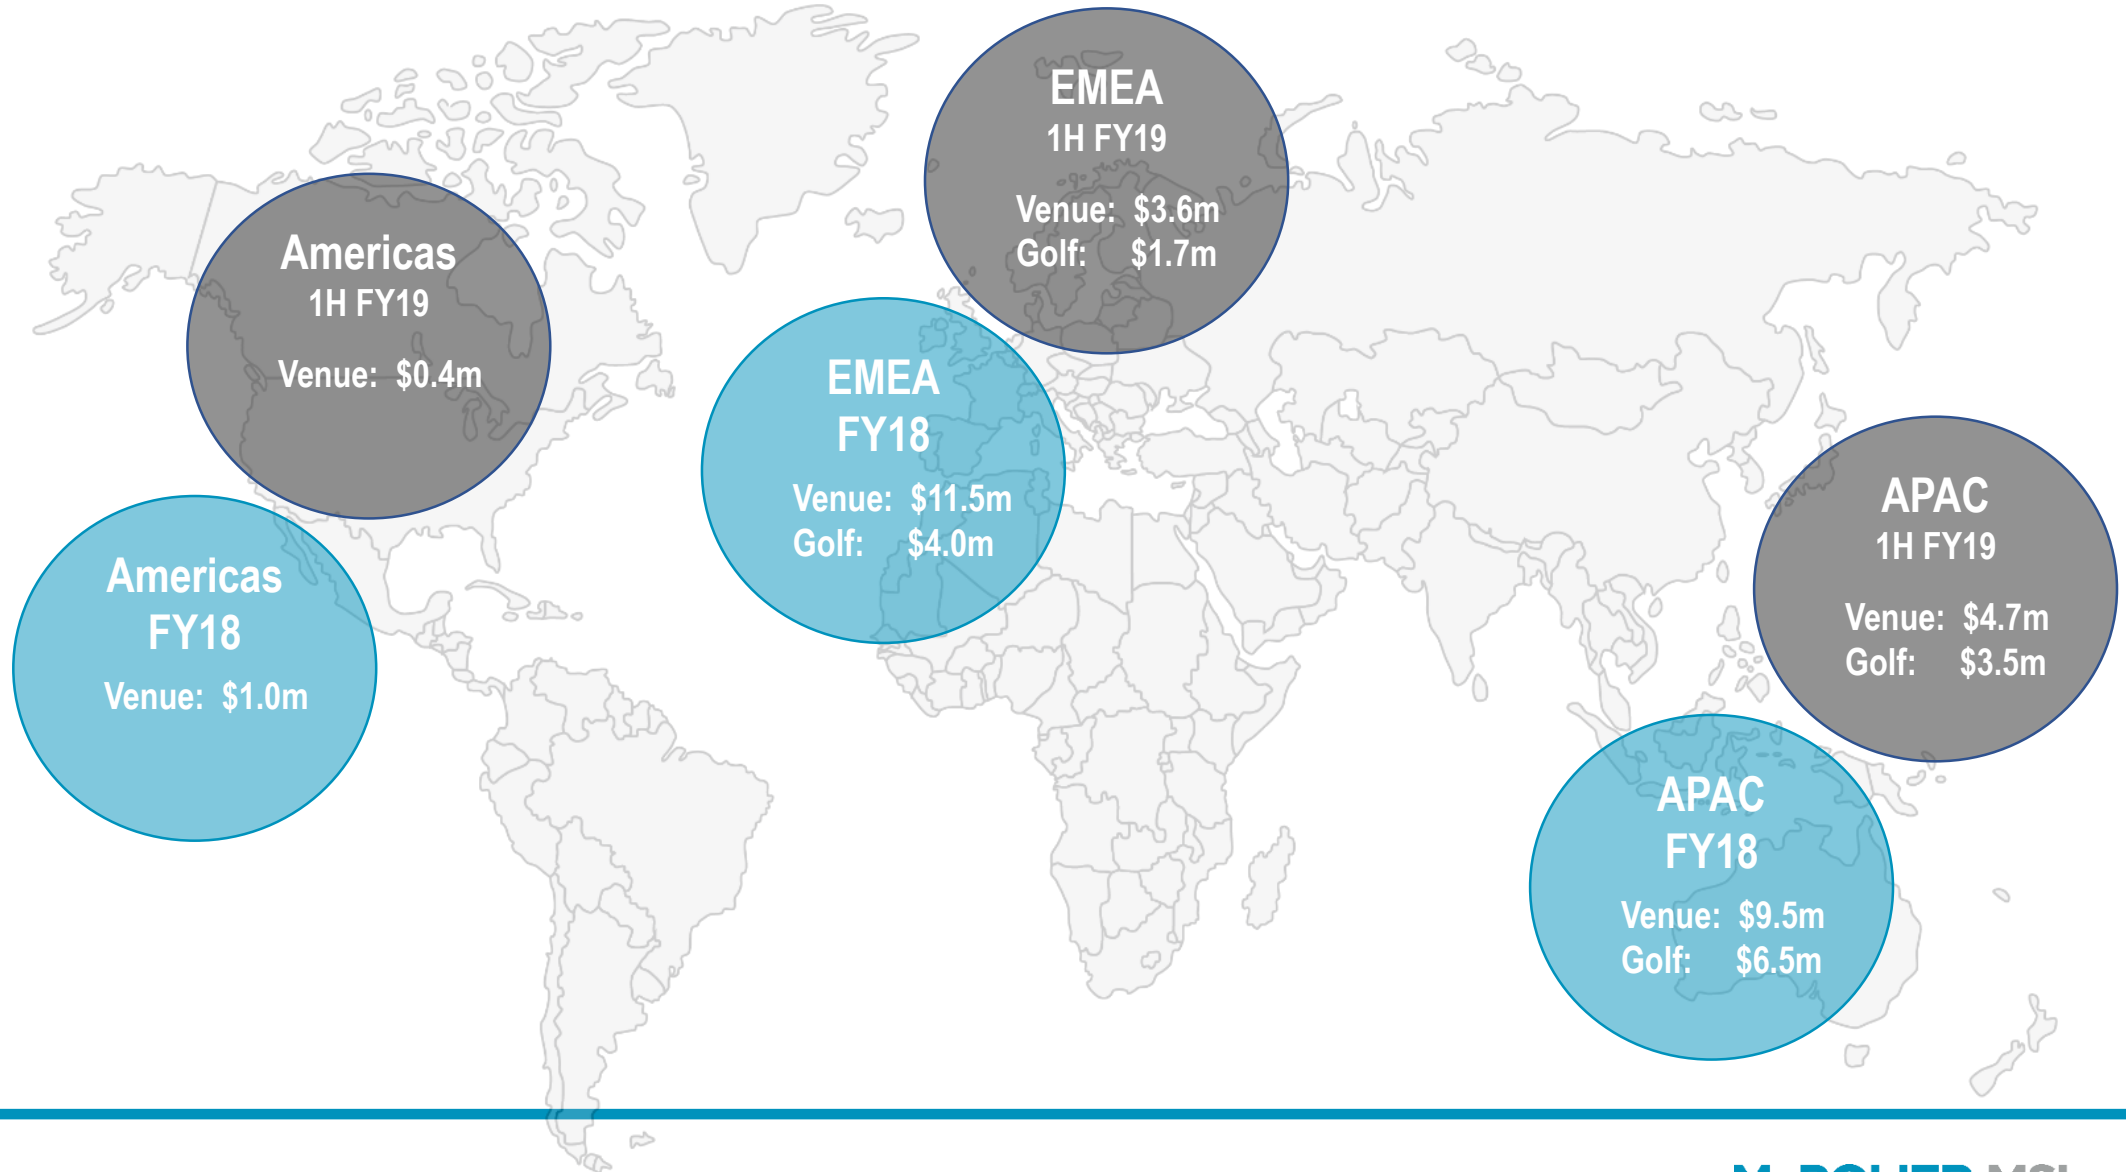 EMEA
1H FY19
Venue: $3.6m
Golf: $1.7m
Americas
1H FY19
Venue: $0.4m
EMEA
FY18
Venue: $11.5m
Golf: $4.0m
APAC
1H FY19
Venue: $4.7m
Golf: $3.5m
Americas
FY18
Venue: $1.0m
APAC
FY18
Venue: $9.5m
Golf: $6.5m